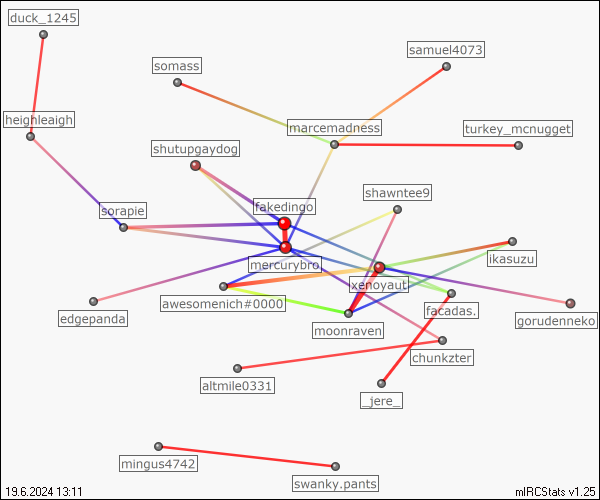 duck_1245
samuel4073
somass
heighleaigh
marcemadness
turkey_mcnugget
shutupgaydog
shawntee9
fakedingo
sorapie
ikasuzu
mercurybro
xenoyaut
awesomenich#0000
facadas.
edgepanda
gorudenneko
moonraven
chunkzter
altmile0331
_jere_
mingus4742
swanky.pants
19.6.2024 13:11
mIRCStats v1.25